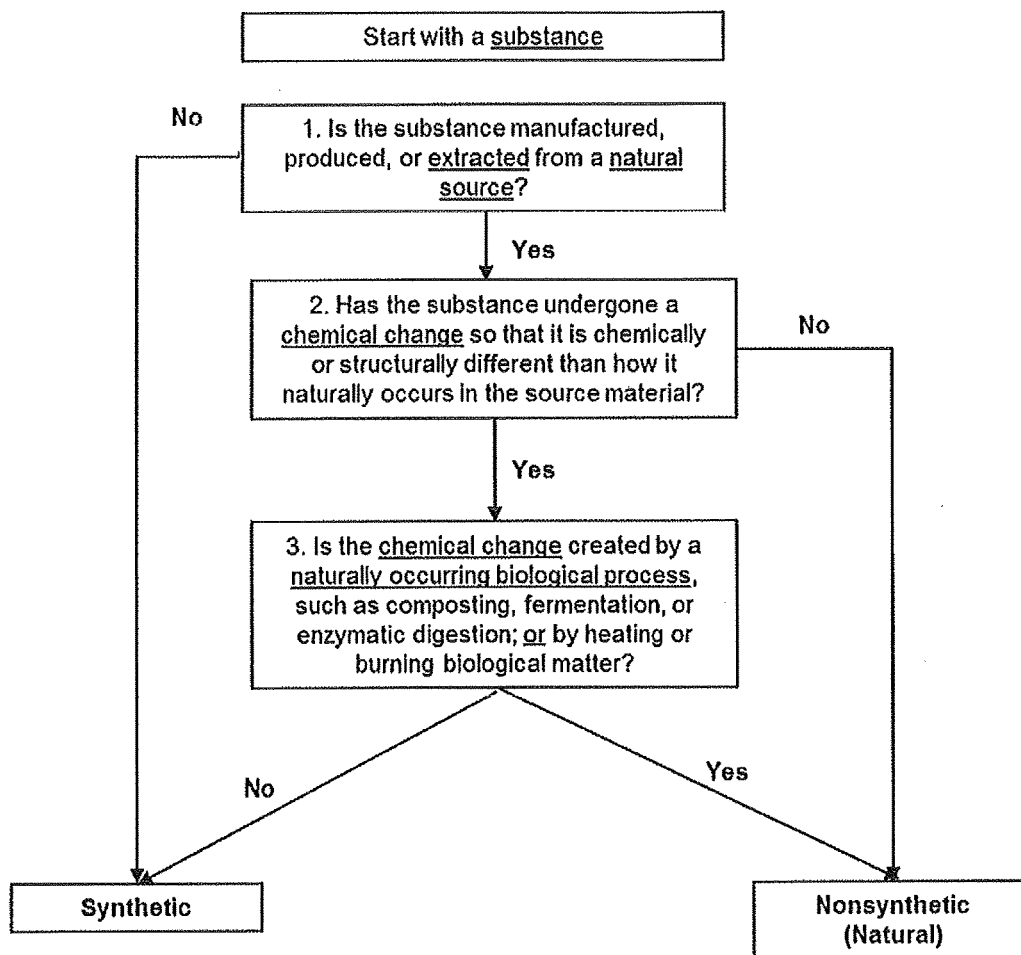 Start with a substance
No
1. Is the substance manufactured,
produced, or extracted from a natural
source?
Yes
2. Has the substance undergone a
chemical change so that it is chemically
or structurally different than how it
naturally occurs in the source material?
No
Yes
3. Is the chemical change created by a
naturally occurring biological process,
such as composting, fermentation, or
enzymatic digestion; or by heating or
burning biological matter?
No
Yes
Synthetic
Nonsynthetic
(Natural)